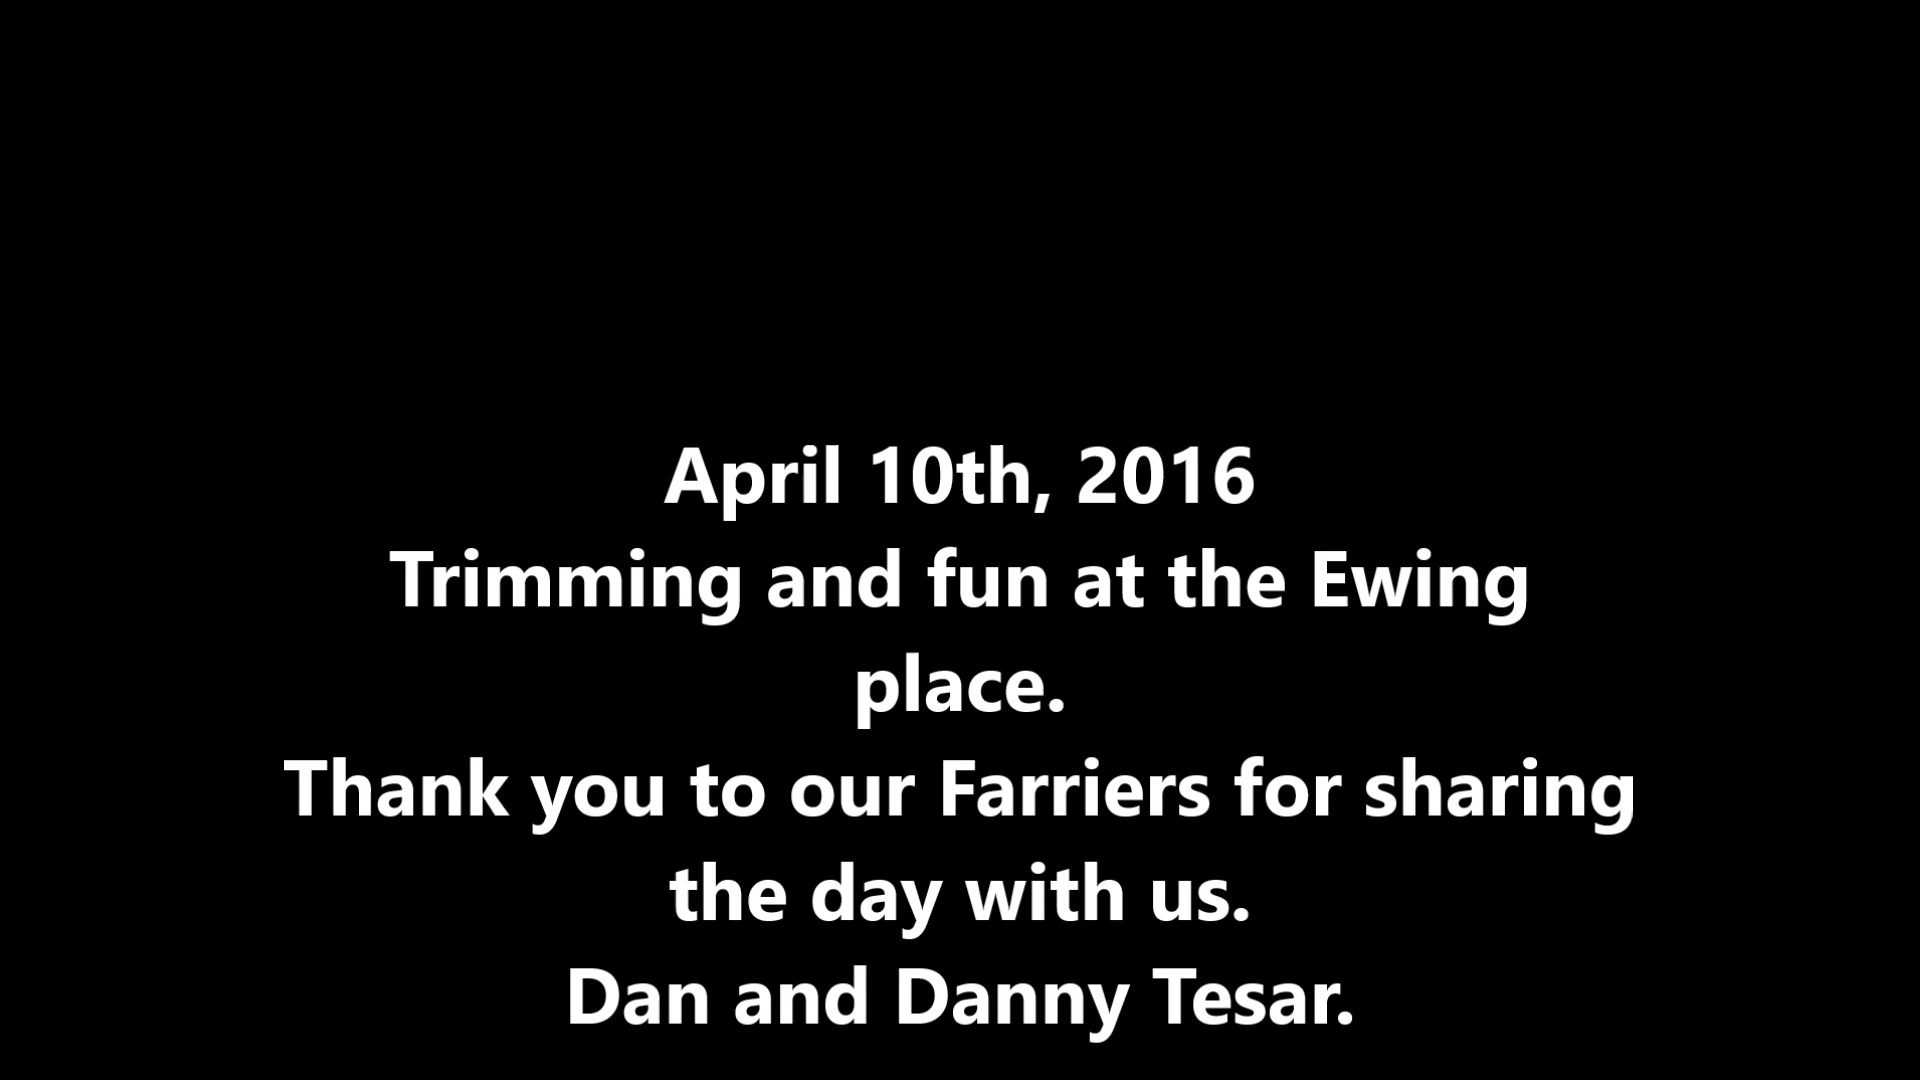 April 10th, 2016
Trimming and fun at the Ewing
place.
Thank you to our Farriers for sharing
the day with us.
Dan and Danny Tesar.